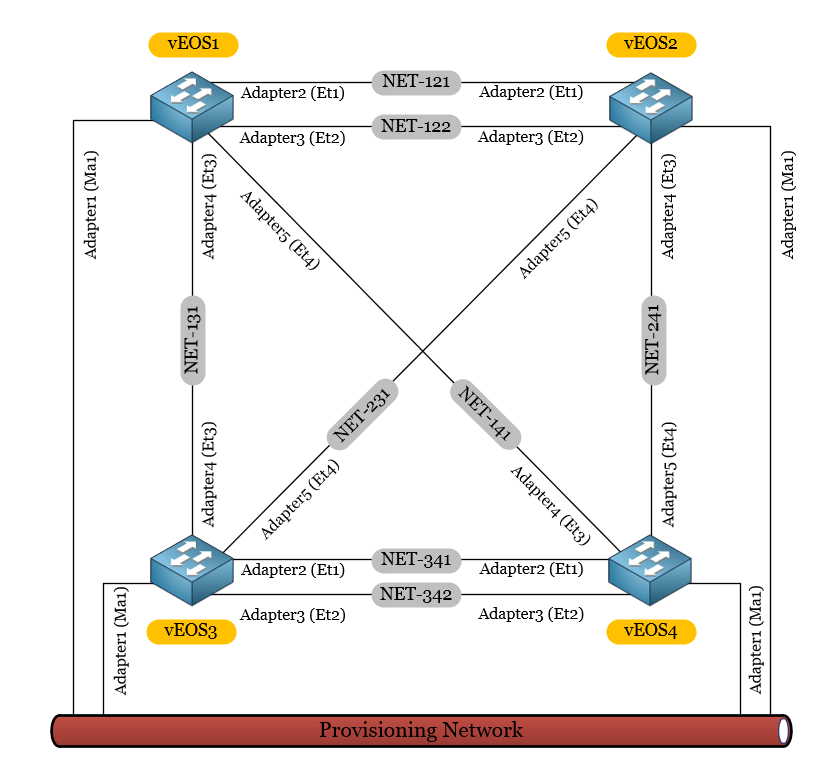 vEOS1
vEOS2
Adapter2 (Et1)
NET-121
Adapter2 (Et1)
Adapter3 (Et2)
NET-122
Adapter3 (Et2)
Adapter1 (Ma1)
Adapter4 (Et3)
Adapter5 (Et4)
Adapter5 (Et4)
Adapter4 (Et3)
Adapter1 (Ma1)
NET-131
NET-231
NET-141
NET-241
Adapter4 (Et3)
Adapter5 (Et4)
Adapter4 (Et3)
Adapter5 (Et4)
Adapter2 (Et1)
NET-341
Adapter2 (Et1)
Adapter3 (Et2)
NET-342
Adapter3 (Et2)
vEOS3
vEOS4
Adapter1 (Ma1)
Adapter1 (Ma1)
Provisioning Network